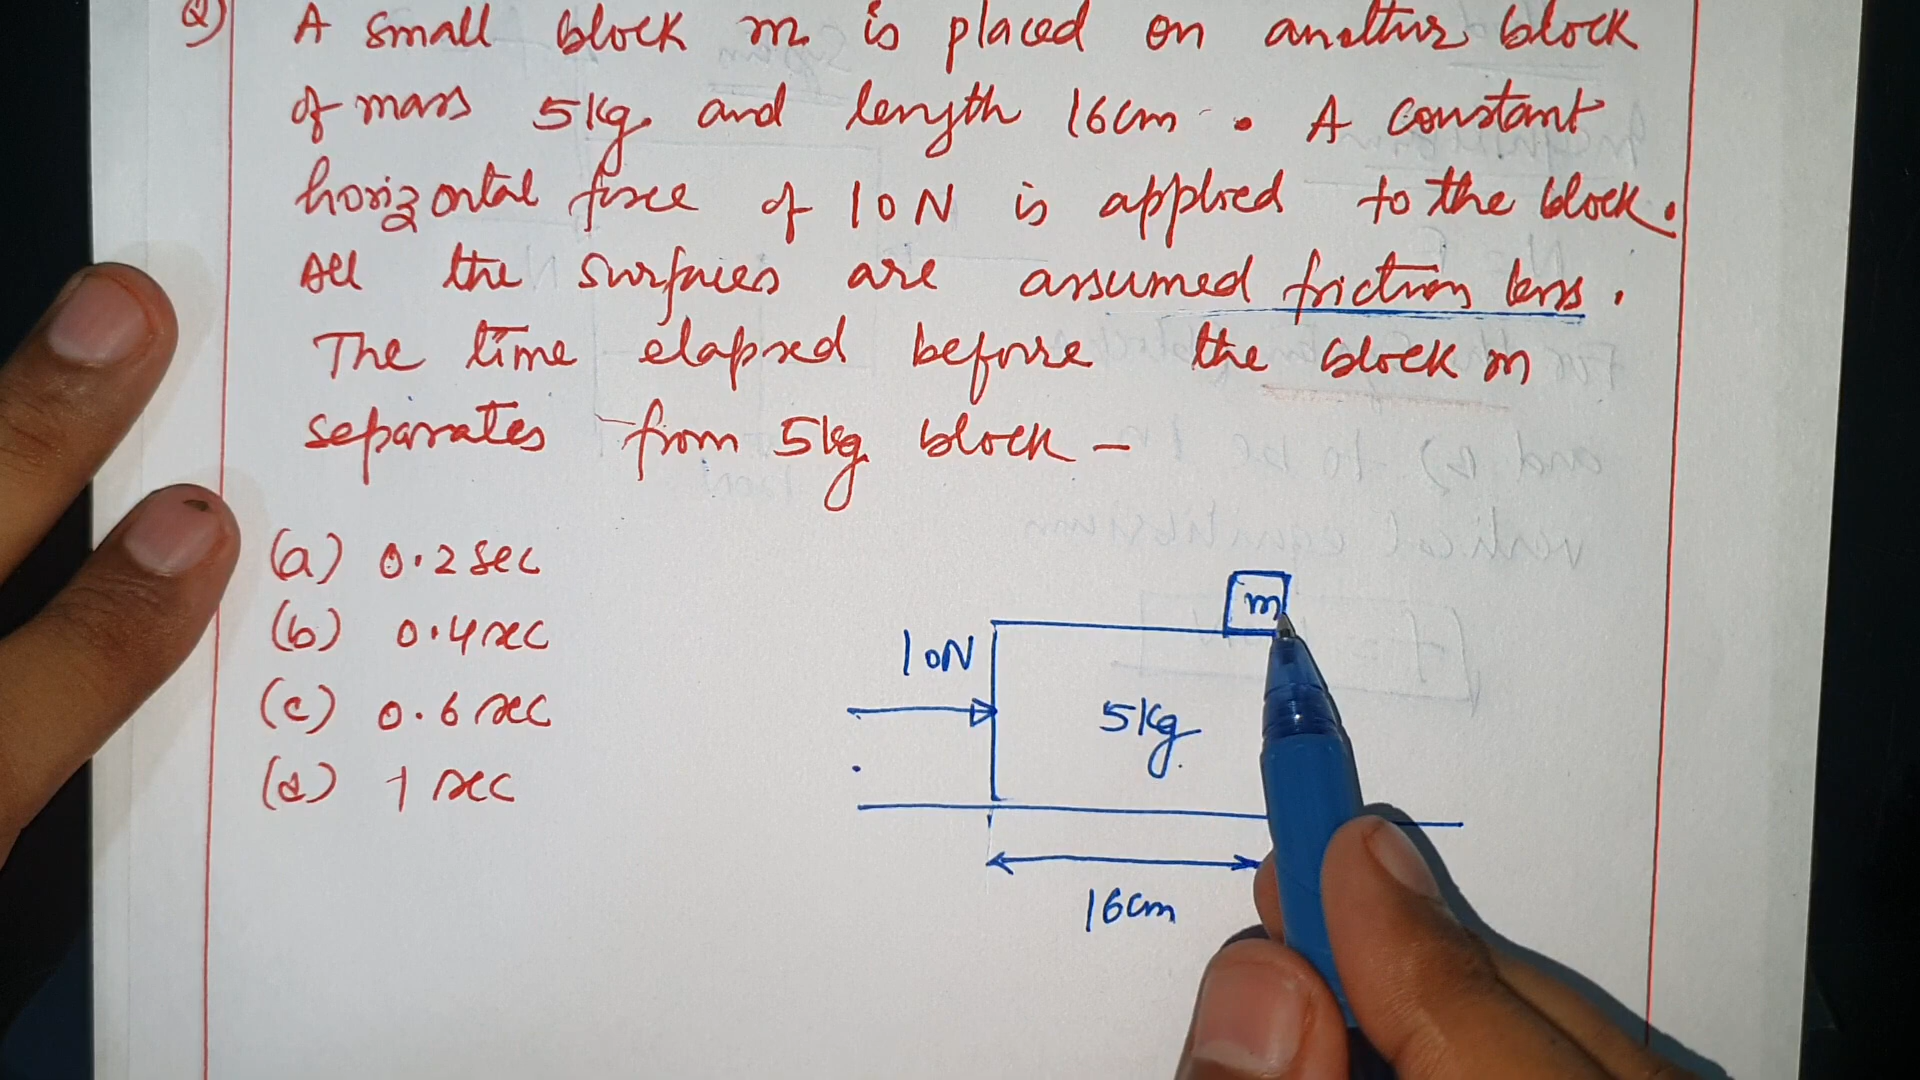 Q)
A small block m is placed on another block
of mass 5kg and length 16cm. A constant
horizontal force of 10N is applied to the block.
All the surfaces are assumed friction less.
The time elapsed before the block m
separates from 5kg block -
(a) 0.2 sec
(b) 0.4 sec
(c) 0.6 sec
(d) 1 sec
m
10N
5kg
16cm